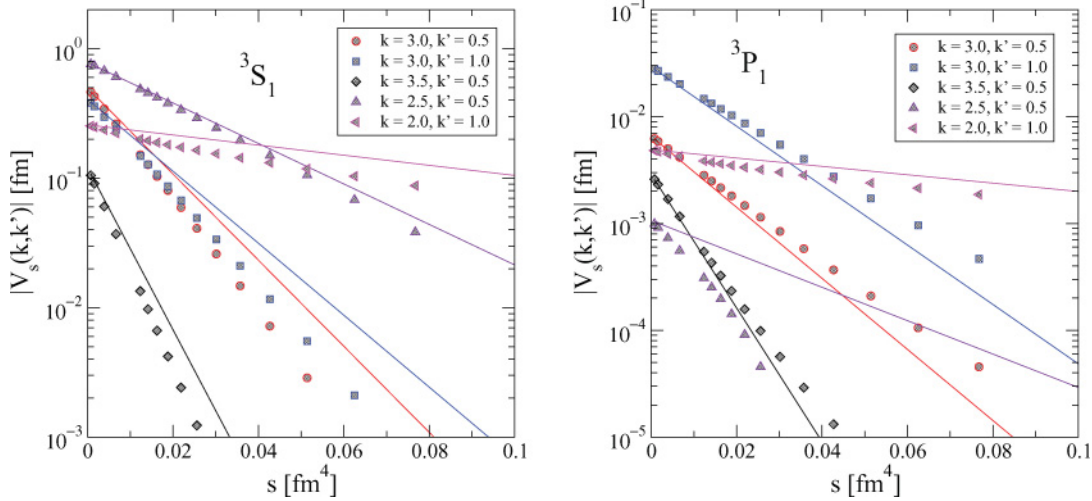 10⁰
10⁻¹
10⁻²
10⁻³
|Vₛ(k,k’)| [fm]
³S₁
k = 3.0, k’ = 0.5
k = 3.0, k’ = 1.0
k = 3.5, k’ = 0.5
k = 2.5, k’ = 0.5
k = 2.0, k’ = 1.0
0 0.02 0.04 0.06 0.08 0.1
s [fm⁴]
10⁻¹
10⁻²
10⁻³
10⁻⁴
10⁻⁵
|Vₛ(k,k’)| [fm]
³P₁
k = 3.0, k’ = 0.5
k = 3.0, k’ = 1.0
k = 3.5, k’ = 0.5
k = 2.5, k’ = 0.5
k = 2.0, k’ = 1.0
0 0.02 0.04 0.06 0.08 0.1
s [fm⁴]